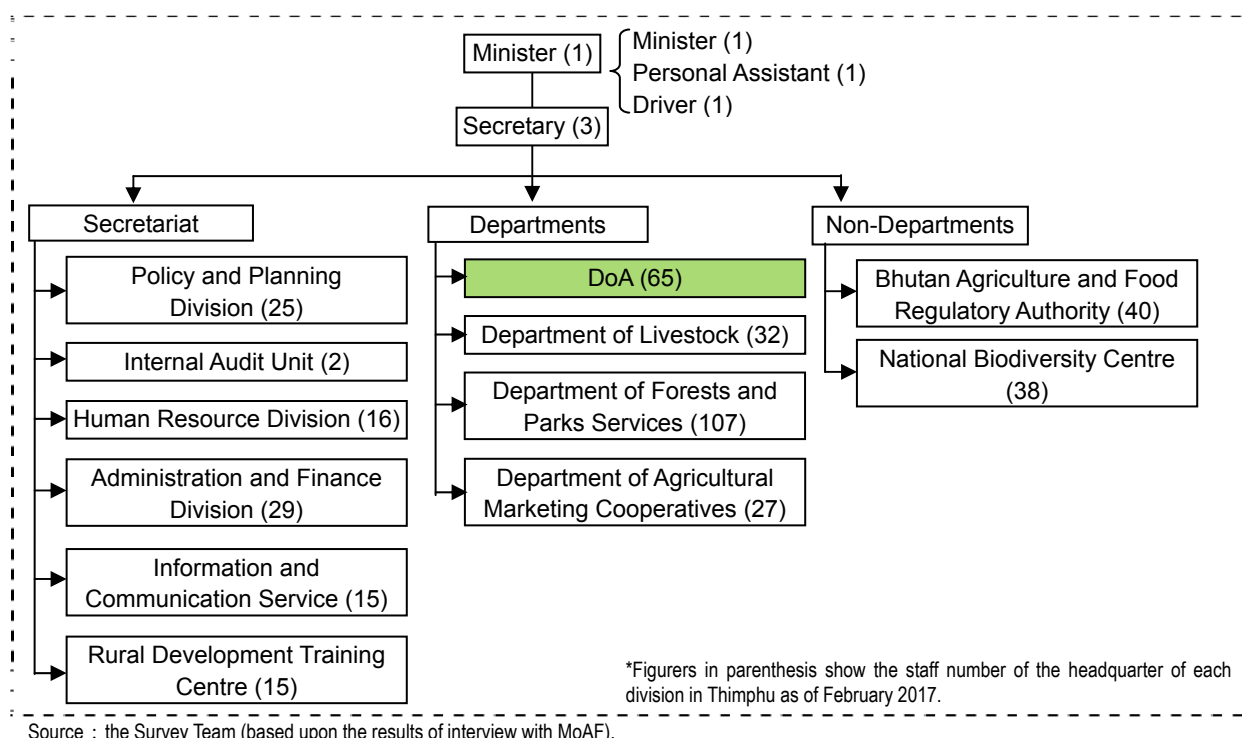 Minister (1)
Minister (1)
Personal Assistant (1)
Driver (1)
Secretary (3)
Secretariat
Policy and Planning
Division (25)
Internal Audit Unit (2)
Human Resource Division (16)
Administration and Finance
Division (29)
Information and
Communication Service (15)
Rural Development Training
Centre (15)
Departments
DoA (65)
Department of Livestock (32)
Department of Forests and
Parks Services (107)
Department of Agricultural
Marketing Cooperatives (27)
Non-Departments
Bhutan Agriculture and Food
Regulatory Authority (40)
National Biodiversity Centre
(38)
*Figurers in parenthesis show the staff number of the headquarter of each
division in Thimphu as of February 2017.
Source : the Survey Team (based upon the results of interview with MoAF).